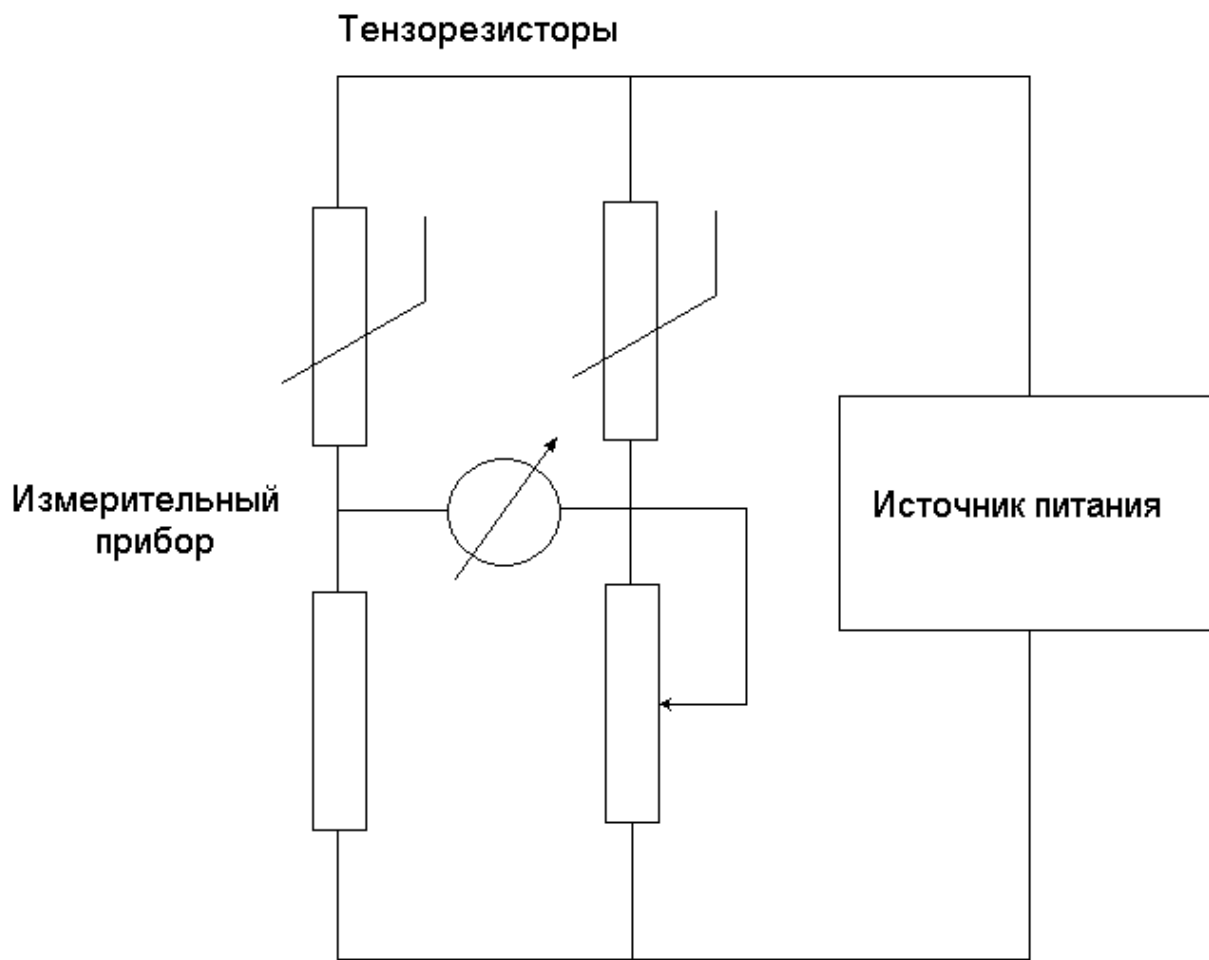 Тензорезисторы
Измерительный
прибор
Источник питания